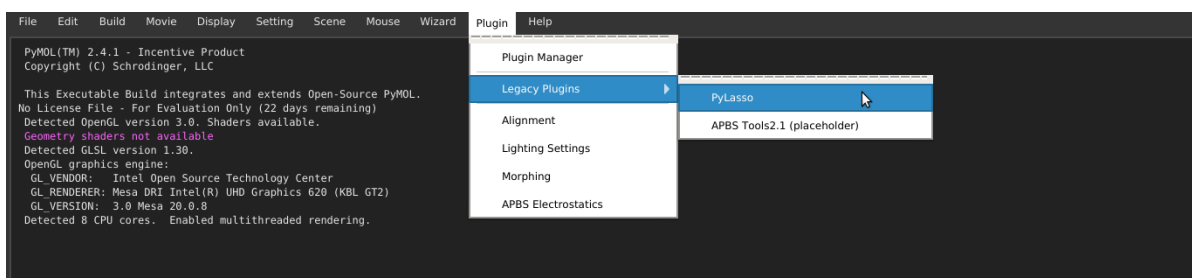 File Edit Build Movie Display Setting Scene Mouse Wizard Plugin Help
PyMOL(TM) 2.4.1 - Incentive Product
Copyright (C) Schrodinger, LLC
This Executable Build integrates and extends Open-Source PyMOL.
No License File - For Evaluation Only (22 days remaining)
Detected OpenGL version 3.0. Shaders available.
Geometry shaders not available
Detected GLSL version 1.30.
OpenGL graphics engine:
GL_VENDOR: Intel Open Source Technology Center
GL_RENDERER: Mesa DRI Intel(R) UHD Graphics 620 (KBL GT2)
GL_VERSION: 3.0 Mesa 20.0.8
Detected 8 CPU cores. Enabled multithreaded rendering.
Plugin Manager
Legacy Plugins
Alignment
Lighting Settings
Morphing
APBS Electrostatics
PyLasso
APBS Tools2.1 (placeholder)